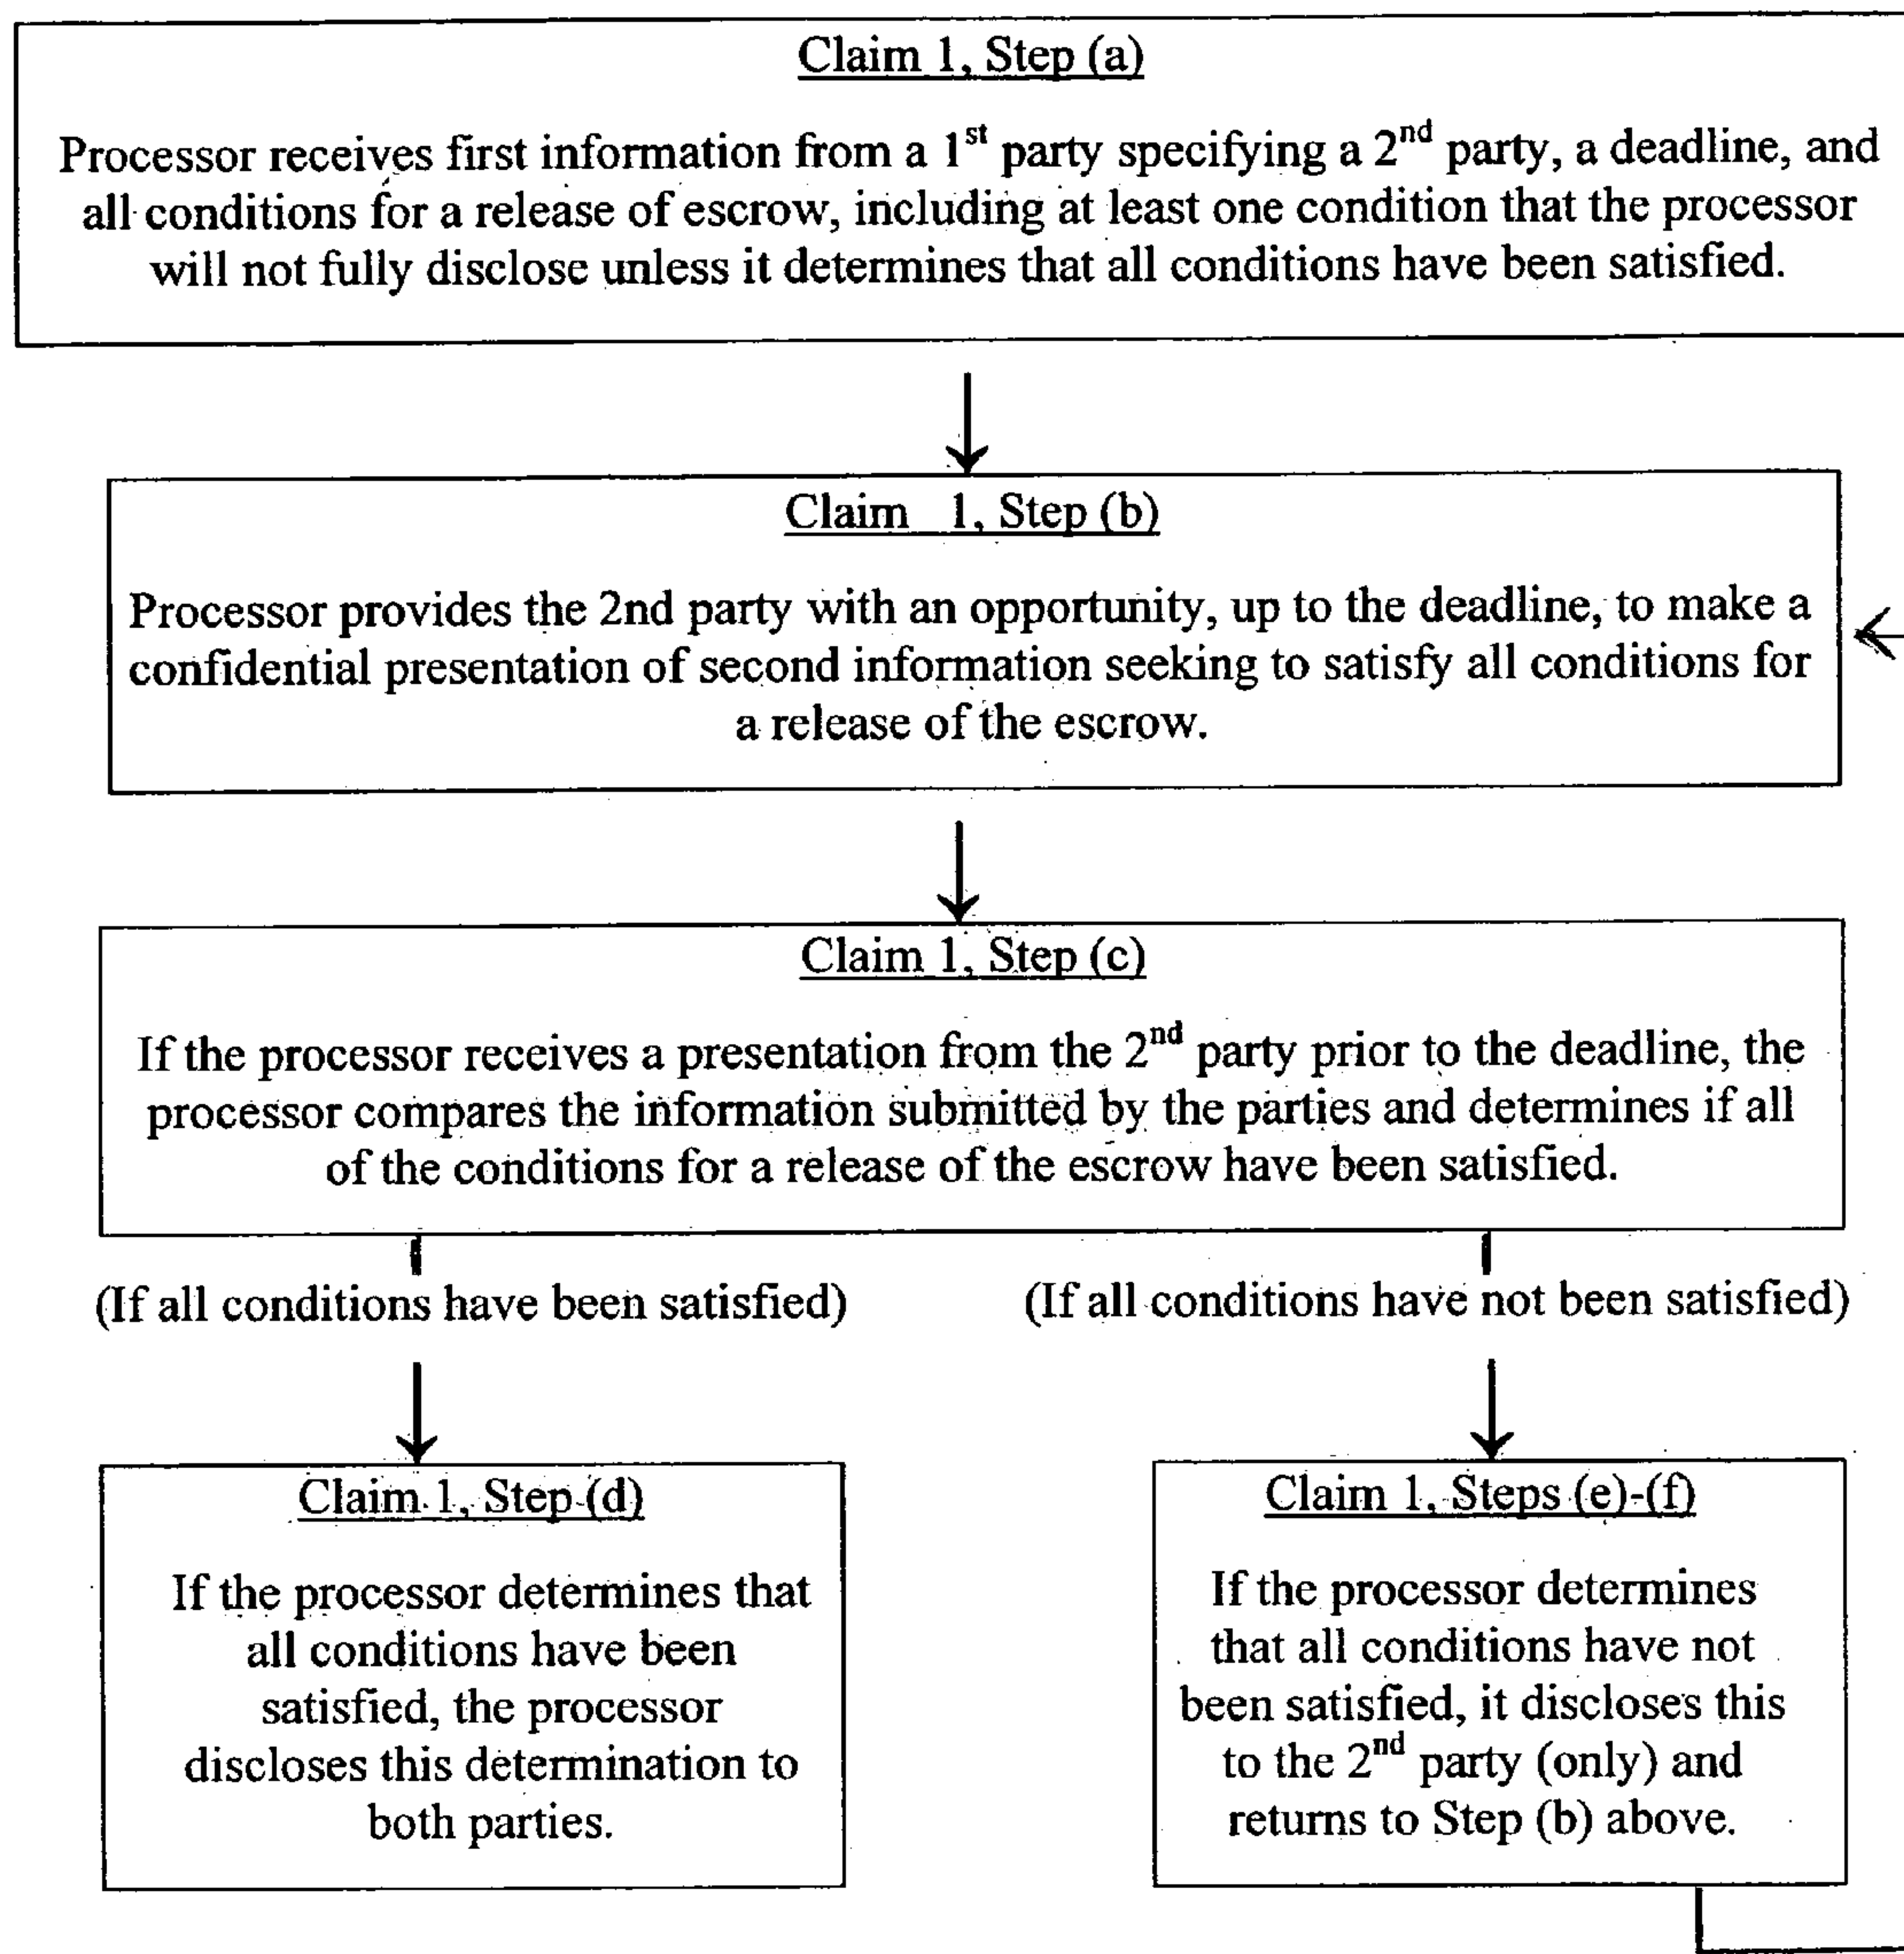 Claim 1, Step (a)
Processor receives first information from a 1st party specifying a 2nd party, a deadline, and
all conditions for a release of escrow, including at least one condition that the processor
will not fully disclose unless it determines that all conditions have been satisfied.
Claim 1, Step (b)
Processor provides the 2nd party with an opportunity, up to the deadline, to make a
confidential presentation of second information seeking to satisfy all conditions for
a release of the escrow.
Claim 1, Step (c)
If the processor receives a presentation from the 2nd party prior to the deadline, the
processor compares the information submitted by the parties and determines if all
of the conditions for a release of the escrow have been satisfied.
(If all conditions have been satisfied)
(If all conditions have not been satisfied)
Claim 1, Step (d)
If the processor determines that
all conditions have been
satisfied, the processor
discloses this determination to
both parties.
Claim 1, Steps (e)-(f)
If the processor determines
that all conditions have not
been satisfied, it discloses this
to the 2nd party (only) and
returns to Step (b) above.